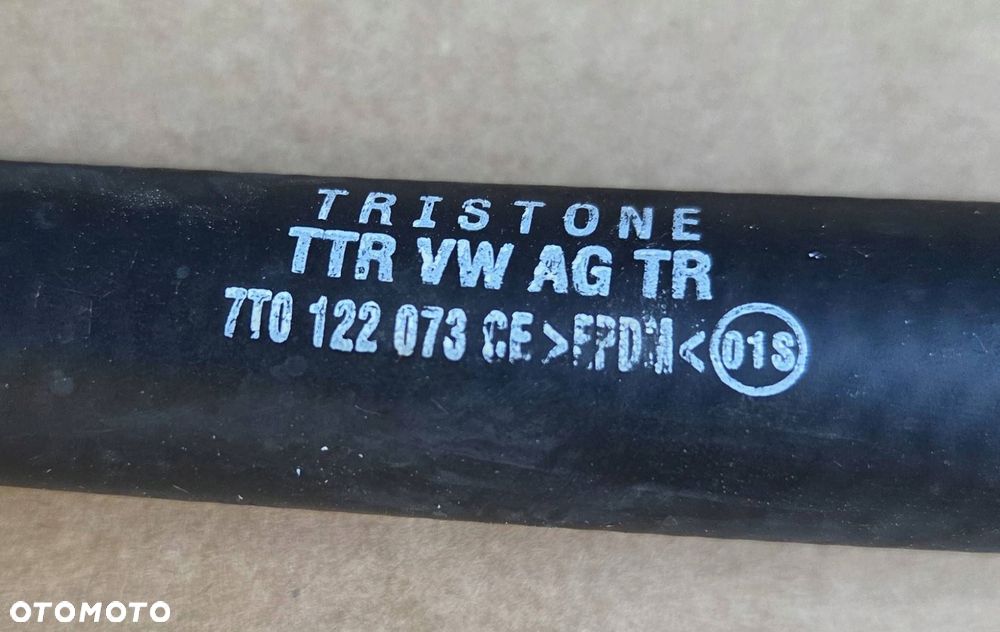 TRISTONE
TTR VW AG TR
7T0 122 073 CE >EPDM< 01S
OTOMOTO